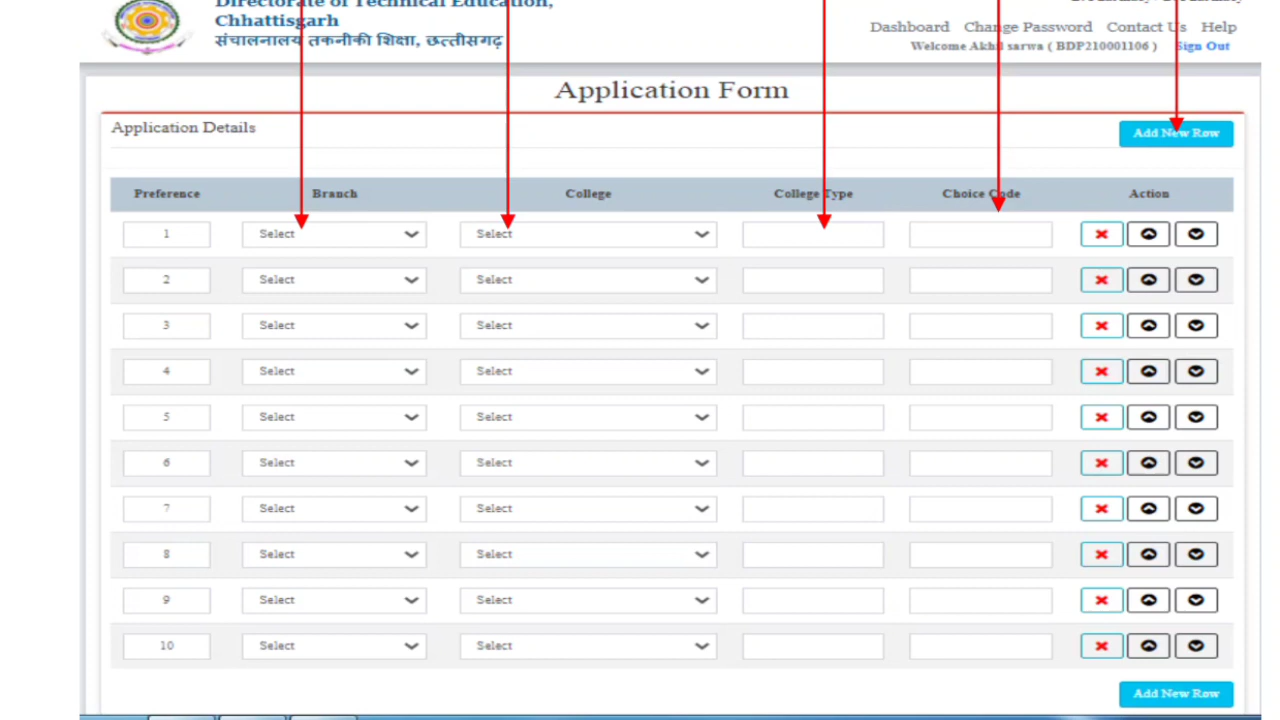 Directorate of Technical Education,
Chhattisgarh
संचालनालय तकनीकी शिक्षा, छत्तीसगढ़
Dashboard Change Password Contact Us Help
Welcome Akhil sarwa ( BDP210001106 ) Sign Out
Application Form
Application Details
Add New Row
Preference Branch College College Type Choice Code Action
1 Select Select
2 Select Select
3 Select Select
4 Select Select
5 Select Select
6 Select Select
7 Select Select
8 Select Select
9 Select Select
10 Select Select
Add New Row